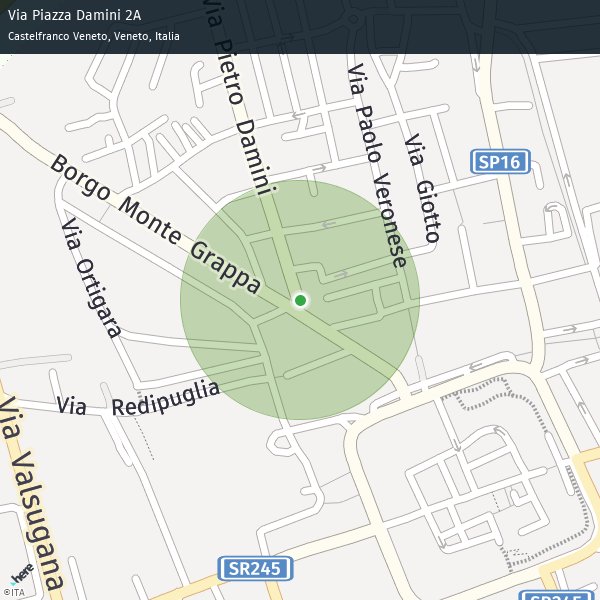 Via Piazza Damini 2A
Castelfranco Veneto, Veneto, Italia
Via Pietro Damini
Via Paolo Veronese
Via Giotto
SP16
Borgo Monte Grappa
Via Ortigara
Via Redipuglia
Via Valsugana
SR245
SR245
here
©ITA